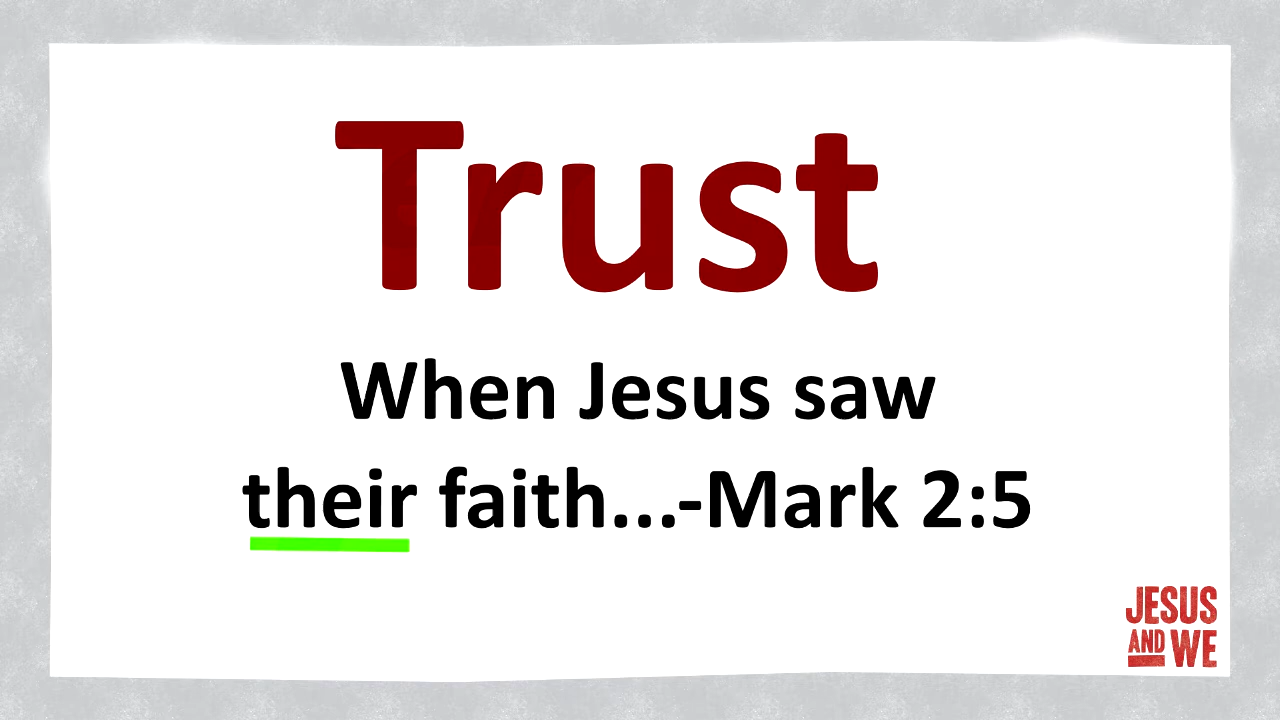 Trust
When Jesus saw
their faith...-Mark 2:5
JESUS
AND WE